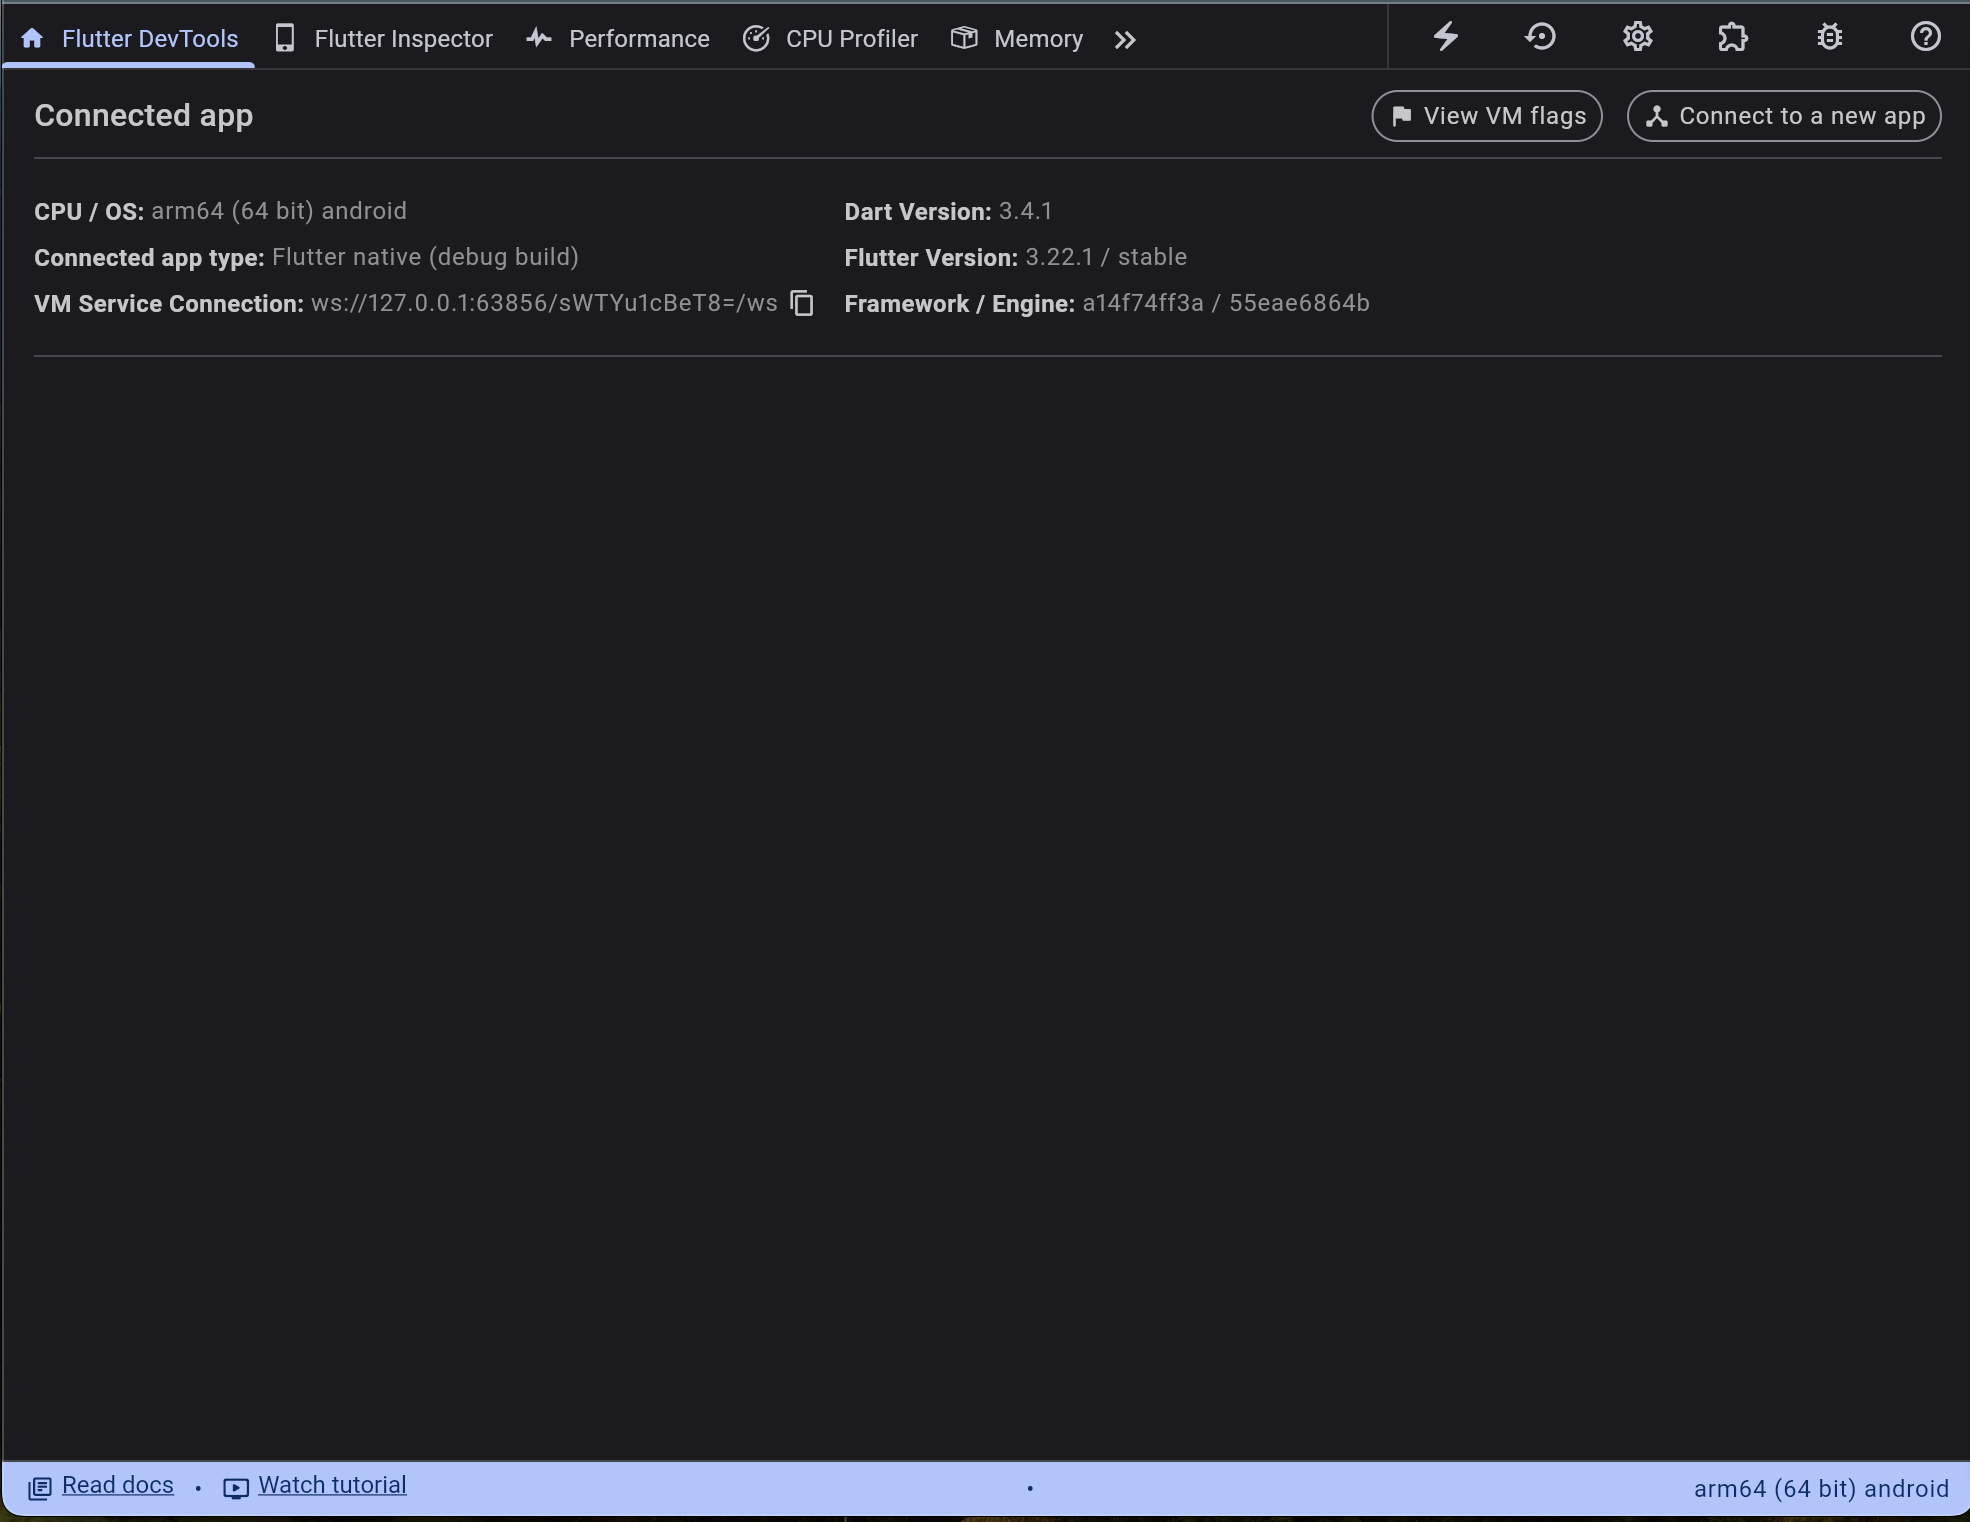 Flutter DevTools Flutter Inspector Performance CPU Profiler Memory
Connected app View VM flags Connect to a new app
CPU / OS: arm64 (64 bit) android Dart Version: 3.4.1
Connected app type: Flutter native (debug build) Flutter Version: 3.22.1 / stable
VM Service Connection: ws://127.0.0.1:63856/sWTYu1cBeT8=/ws Framework / Engine: a14f74ff3a / 55eae6864b
Read docs • Watch tutorial • arm64 (64 bit) android